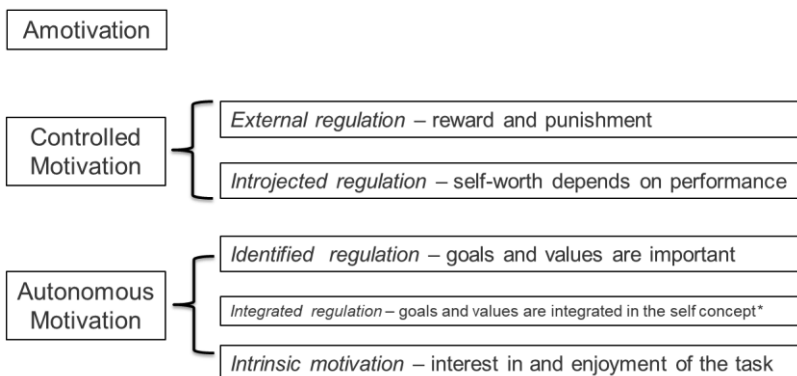 Amotivation
Controlled
Motivation
External regulation – reward and punishment
Introjected regulation – self-worth depends on performance
Autonomous
Motivation
Identified regulation – goals and values are important
Integrated regulation – goals and values are integrated in the self concept*
Intrinsic motivation – interest in and enjoyment of the task